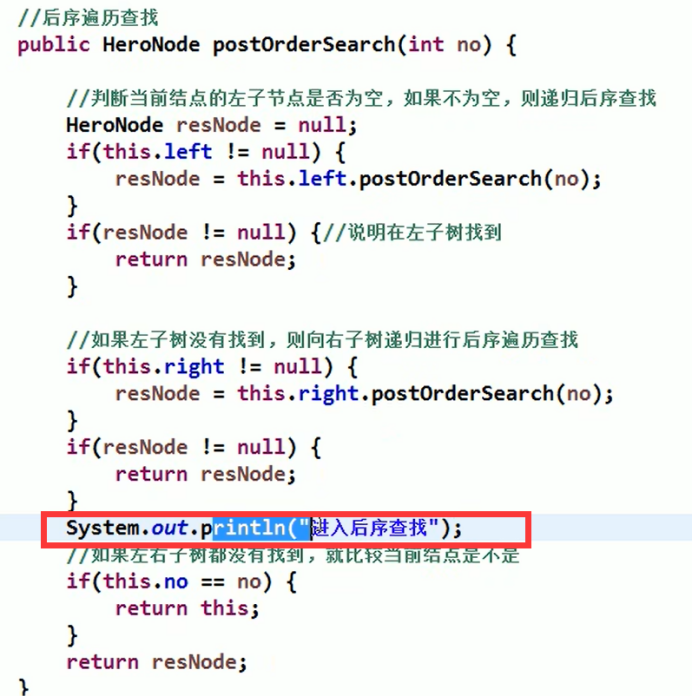 //后序遍历查找
public HeroNode postOrderSearch(int no) {
//判断当前结点的左子节点是否为空，如果不为空，则递归后序查找
HeroNode resNode = null;
if(this.left != null) {
resNode = this.left.postOrderSearch(no);
}
if(resNode != null) {//说明在左子树找到
return resNode;
}
//如果左子树没有找到，则向右子树递归进行后序遍历查找
if(this.right != null) {
resNode = this.right.postOrderSearch(no);
}
if(resNode != null) {
return resNode;
}
System.out.println("进入后序查找");
//如果左右子树都没有找到，就比较当前结点是不是
if(this.no == no) {
return this;
}
return resNode;
}